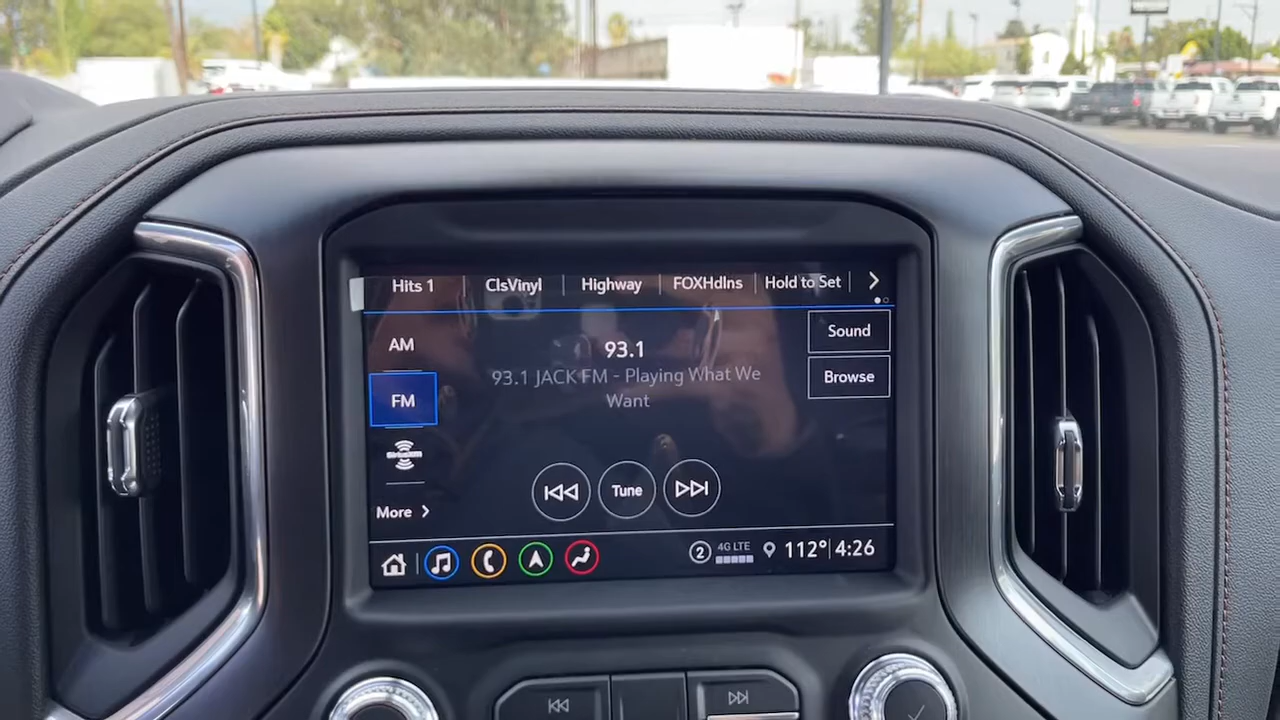 Hits 1 ClsVinyl Highway FOXHdlns Hold to Set
AM
93.1
Sound
93.1 JACK FM - Playing What We
Want
Browse
FM
SiriusXM
Tune
More
2 4G LTE 112° 4:26